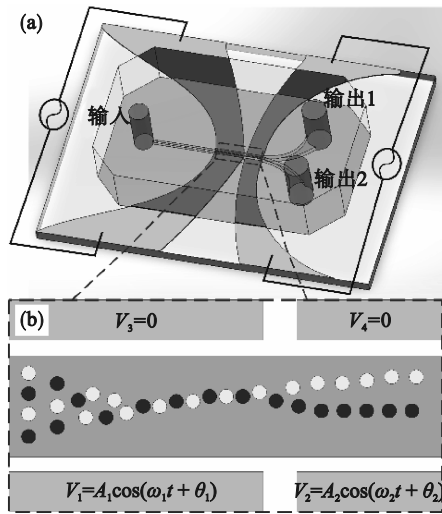 (a)
输入
输出1
输出2
(b)
V₃=0
V₄=0
V₁=A₁cos(ω₁t + θ₁)
V₂=A₂cos(ω₂t + θ₂)